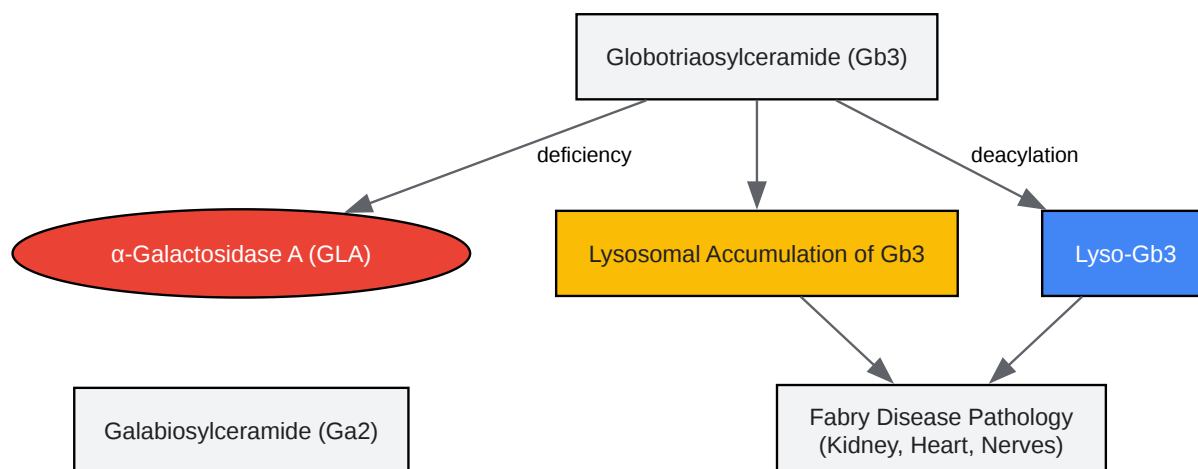 Globotriaosylceramide (Gb3)
deficiency
deacylation
α-Galactosidase A (GLA)
Lysosomal Accumulation of Gb3
Lyso-Gb3
Galabiosylceramide (Ga2)
Fabry Disease Pathology
(Kidney, Heart, Nerves)